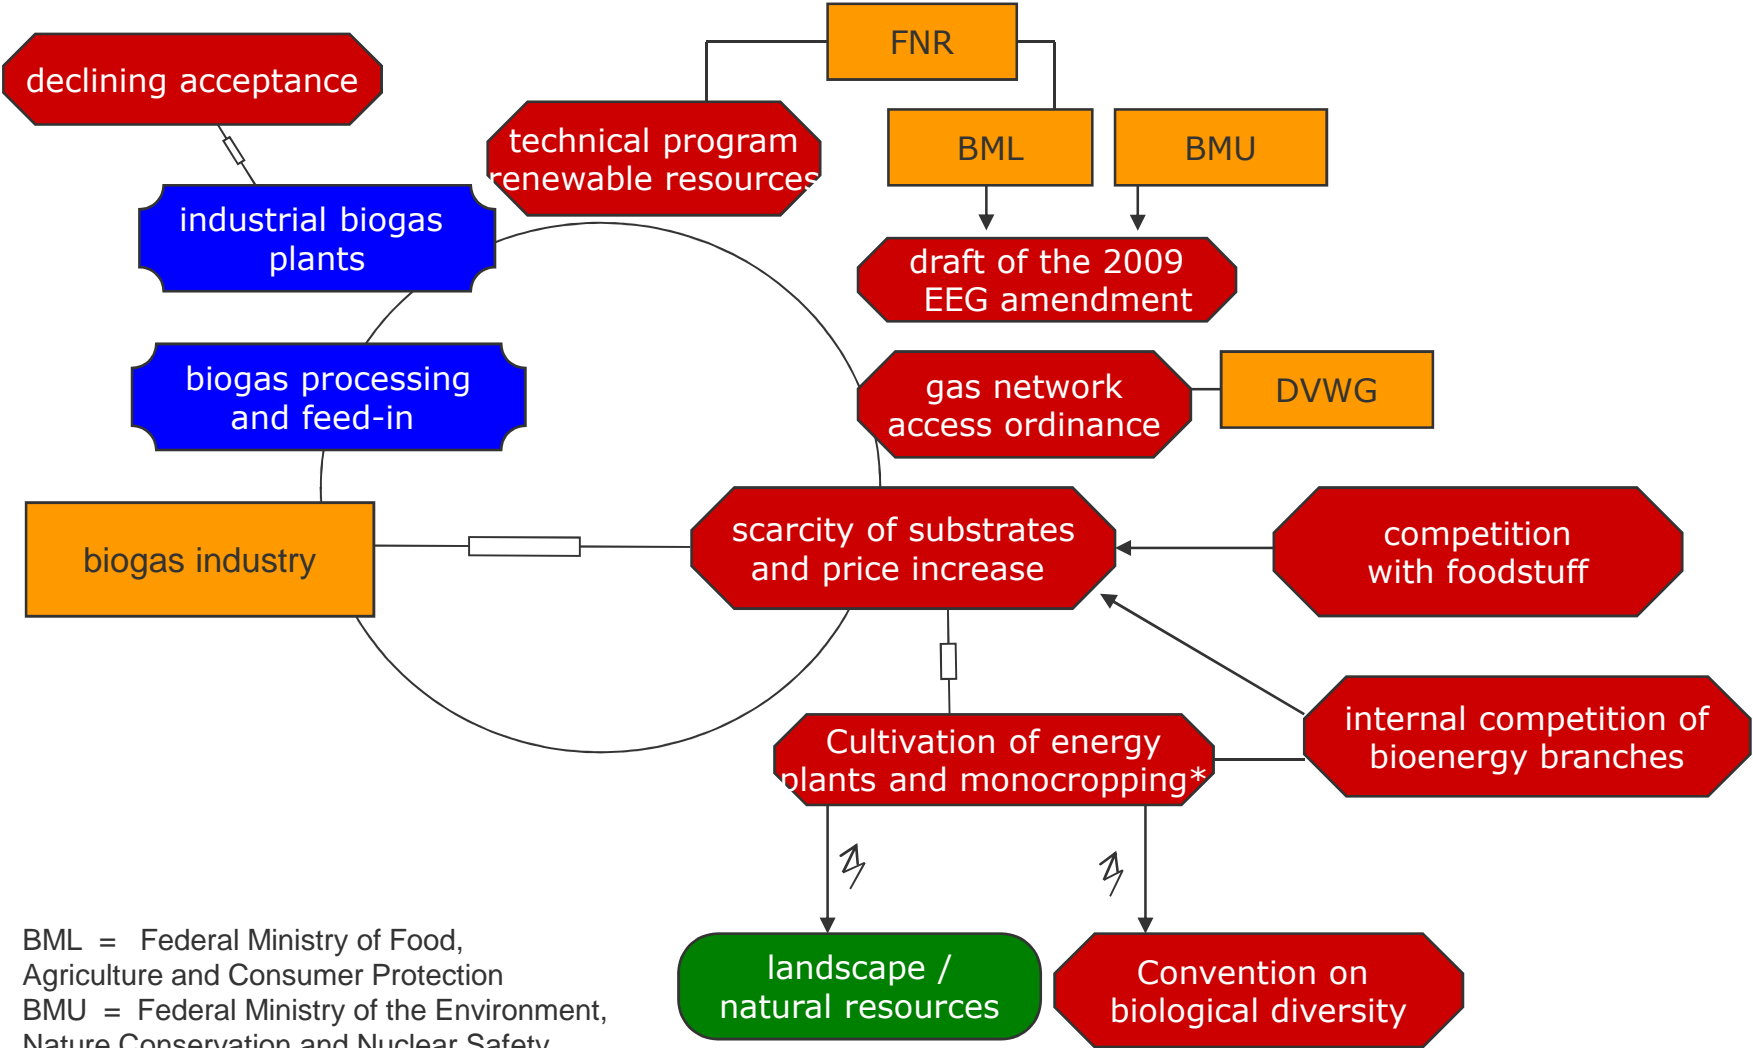 FNR
declining acceptance
technical program
renewable resources
BML
BMU
industrial biogas
plants
draft of the 2009
EEG amendment
biogas processing
and feed-in
gas network
access ordinance
DVWG
biogas industry
scarcity of substrates
and price increase
competition
with foodstuff
internal competition of
bioenergy branches
Cultivation of energy
plants and monocropping*
landscape /
natural resources
Convention on
biological diversity
BML = Federal Ministry of Food,
Agriculture and Consumer Protection
BMU = Federal Ministry of the Environment,
Nature Conservation and Nuclear Safety